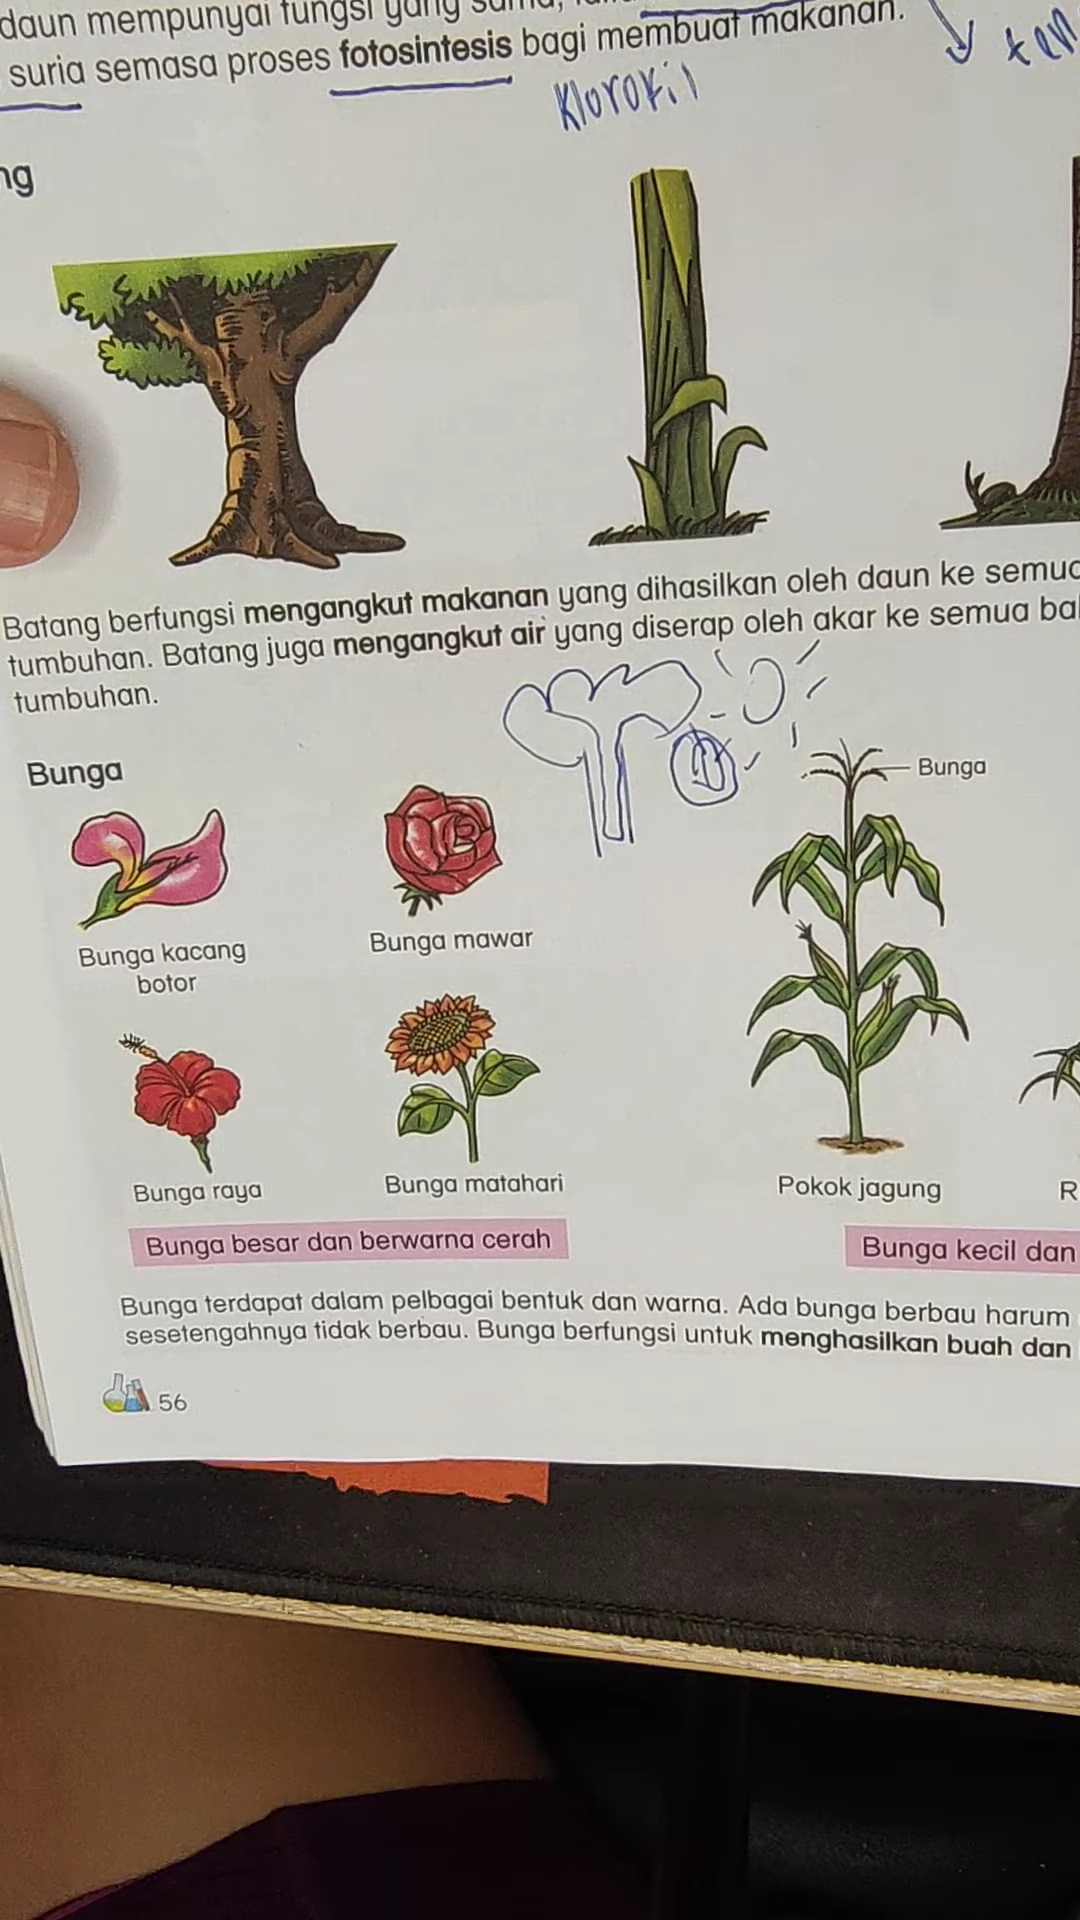 daun mempunyai fungsi yang
suria semasa proses fotosintesis bagi membuat makanan.
Klorofil
ng
Batang berfungsi mengangkut makanan yang dihasilkan oleh daun ke semua
tumbuhan. Batang juga mengangkut air yang diserap oleh akar ke semua ba
tumbuhan.
Bunga
Bunga
Bunga kacang
botor
Bunga mawar
Bunga raya
Bunga matahari
Pokok jagung
R
Bunga besar dan berwarna cerah
Bunga kecil dan
Bunga terdapat dalam pelbagai bentuk dan warna. Ada bunga berbau harum
sesetengahnya tidak berbau. Bunga berfungsi untuk menghasilkan buah dan
56